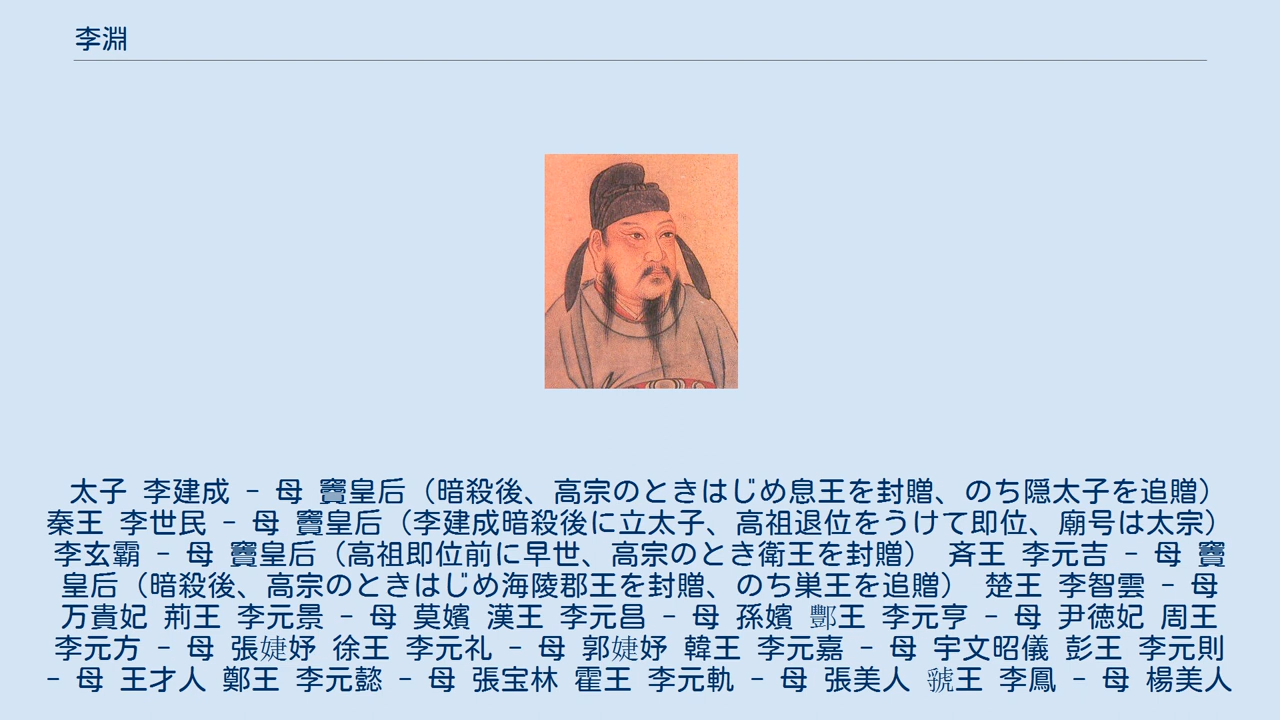 李淵
太子 李建成 - 母 竇皇后（暗殺後、高宗のときはじめ息王を封贈、のち隠太子を追贈）
秦王 李世民 - 母 竇皇后（李建成暗殺後に立太子、高祖退位をうけて即位、廟号は太宗）
李玄霸 - 母 竇皇后（高祖即位前に早世、高宗のとき衛王を封贈） 斉王 李元吉 - 母 竇
皇后（暗殺後、高宗のときはじめ海陵郡王を封贈、のち巣王を追贈） 楚王 李智雲 - 母
万貴妃 荊王 李元景 - 母 莫嬪 漢王 李元昌 - 母 孫嬪 酆王 李元亨 - 母 尹徳妃 周王
李元方 - 母 張婕妤 徐王 李元礼 - 母 郭婕妤 韓王 李元嘉 - 母 宇文昭儀 彭王 李元則
- 母 王才人 鄭王 李元懿 - 母 張宝林 霍王 李元軌 - 母 張美人 虢王 李鳳 - 母 楊美人